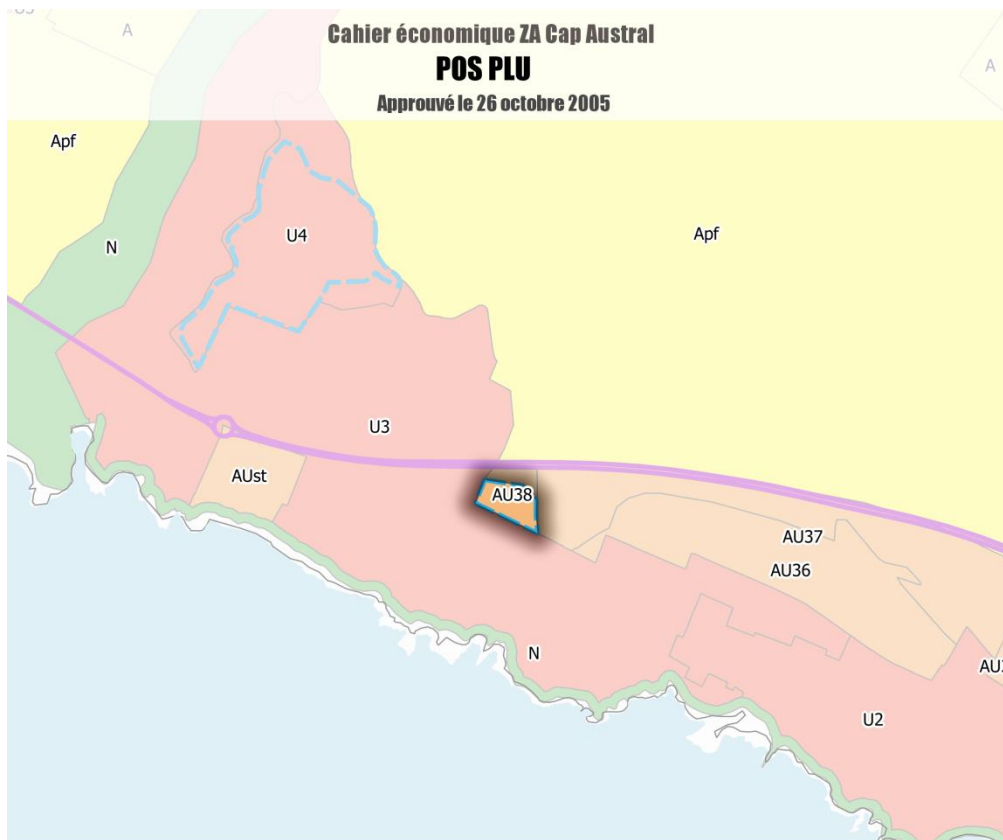 A
A
Cahier économique ZA Cap Austral
POS PLU
Approuvé le 26 octobre 2005
Apf
U4
Apf
N
U3
AUst
AU38
AU37
AU36
N
U2